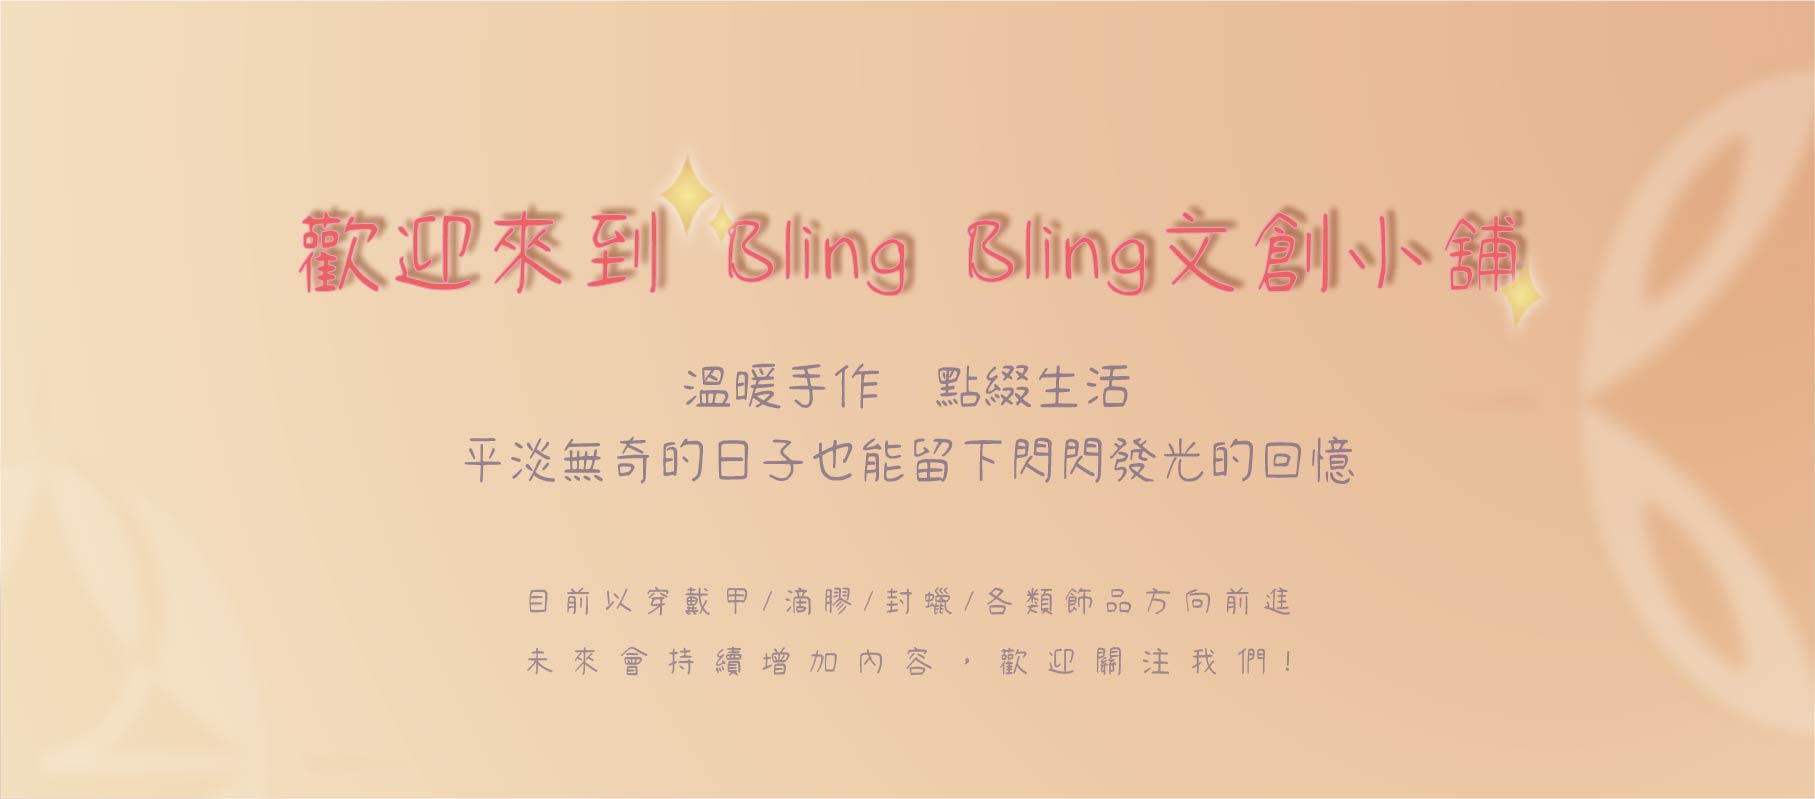 歡迎來到 Bling Bling文創小舖
溫暖手作 點綴生活
平淡無奇的日子也能留下閃閃發光的回憶
目前以穿戴甲/滴膠/封蠟/各類飾品方向前進
未來會持續增加內容，歡迎關注我們!